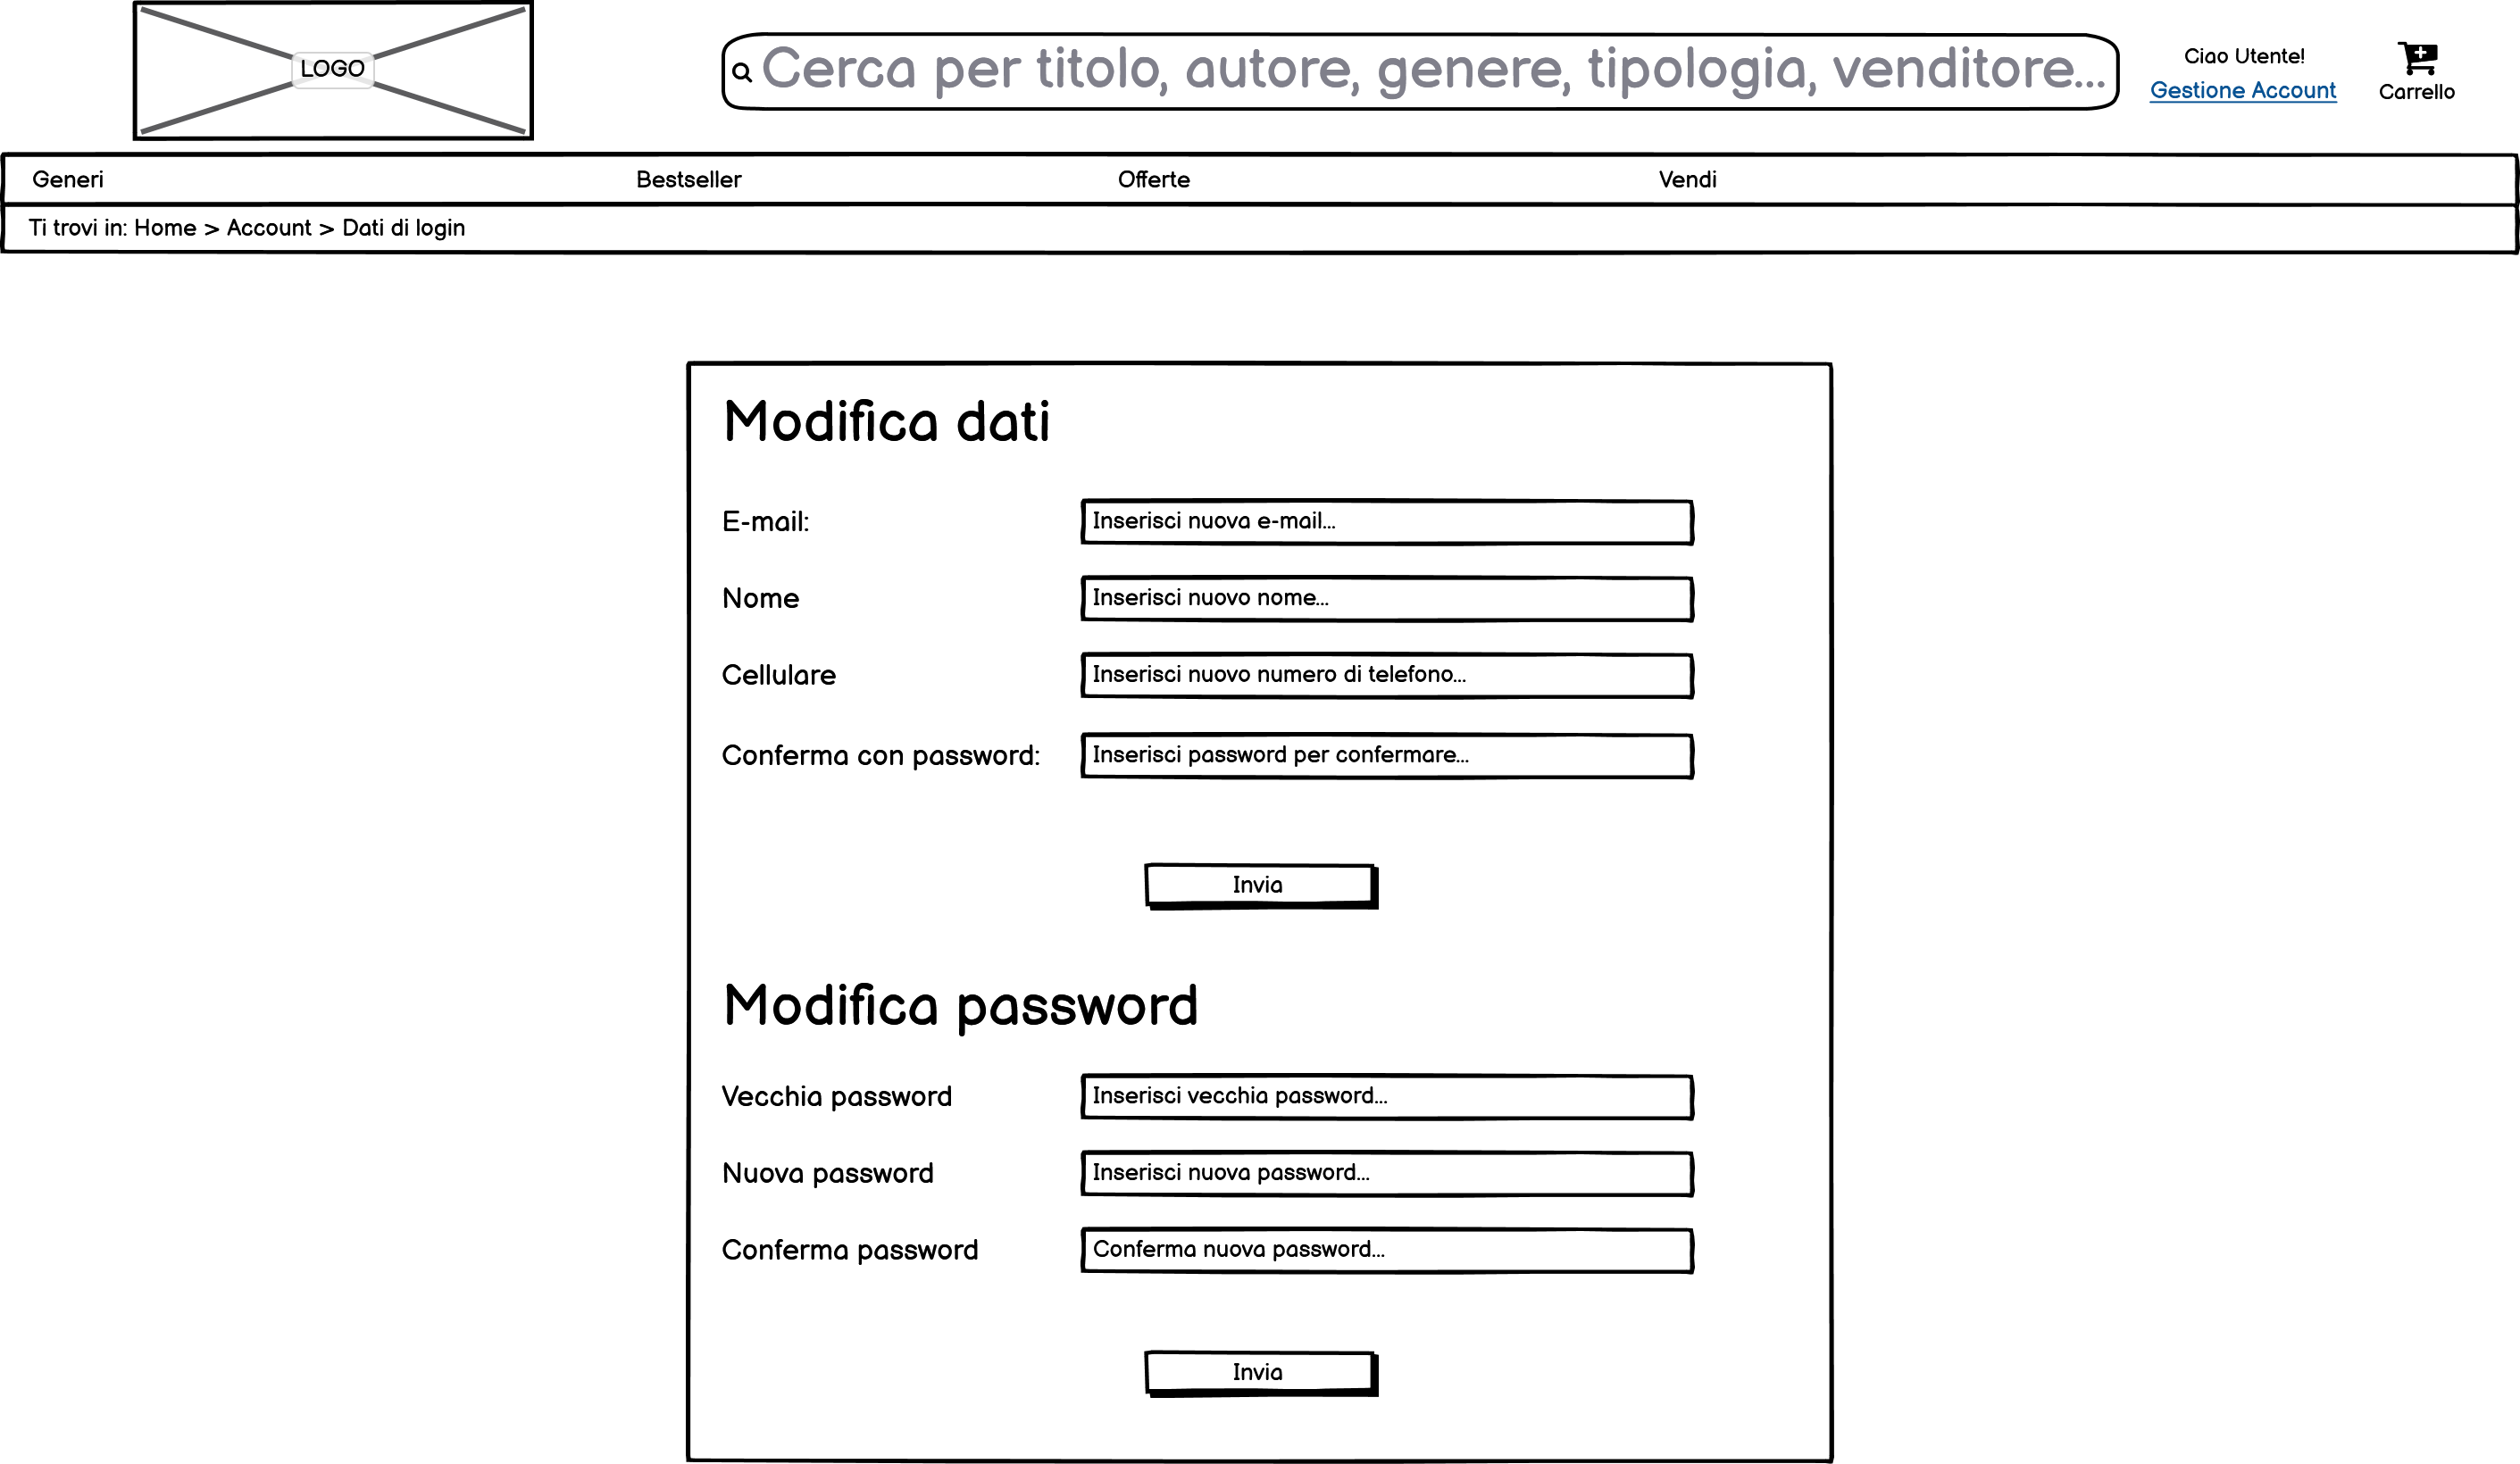 LOGO
Cerca per titolo, autore, genere, tipologia, venditore...
Ciao Utente!
Gestione Account
Carrello
Generi Bestseller Offerte Vendi
Ti trovi in: Home > Account > Dati di login
Modifica dati
E-mail: Inserisci nuova e-mail...
Nome Inserisci nuovo nome...
Cellulare Inserisci nuovo numero di telefono...
Conferma con password: Inserisci password per confermare...
Invia
Modifica password
Vecchia password Inserisci vecchia password...
Nuova password Inserisci nuova password...
Conferma password Conferma nuova password...
Invia